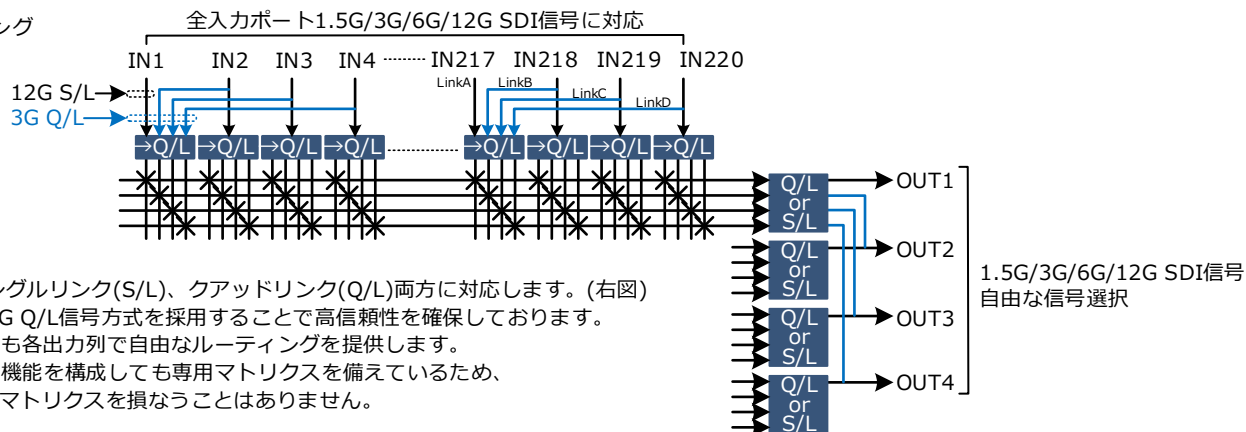 ング
全入力ポート1.5G/3G/6G/12G SDI信号に対応
IN1 IN2 IN3 IN4 IN217 IN218 IN219 IN220
LinkA LinkB LinkC LinkD
12G S/L
3G Q/L
→Q/L →Q/L →Q/L →Q/L →Q/L →Q/L →Q/L →Q/L
Q/L
or
S/L
OUT1
Q/L
or
S/L
OUT2
Q/L
or
S/L
OUT3
Q/L
or
S/L
OUT4
1.5G/3G/6G/12G SDI信号
自由な信号選択
ングルリンク(S/L)、クアッドリンク(Q/L)両方に対応します。(右図)
G Q/L信号方式を採用することで高信頼性を確保しております。
も各出力列で自由なルーティングを提供します。
機能を構成しても専用マトリクスを備えているため、
マトリクスを損なうことはありません。